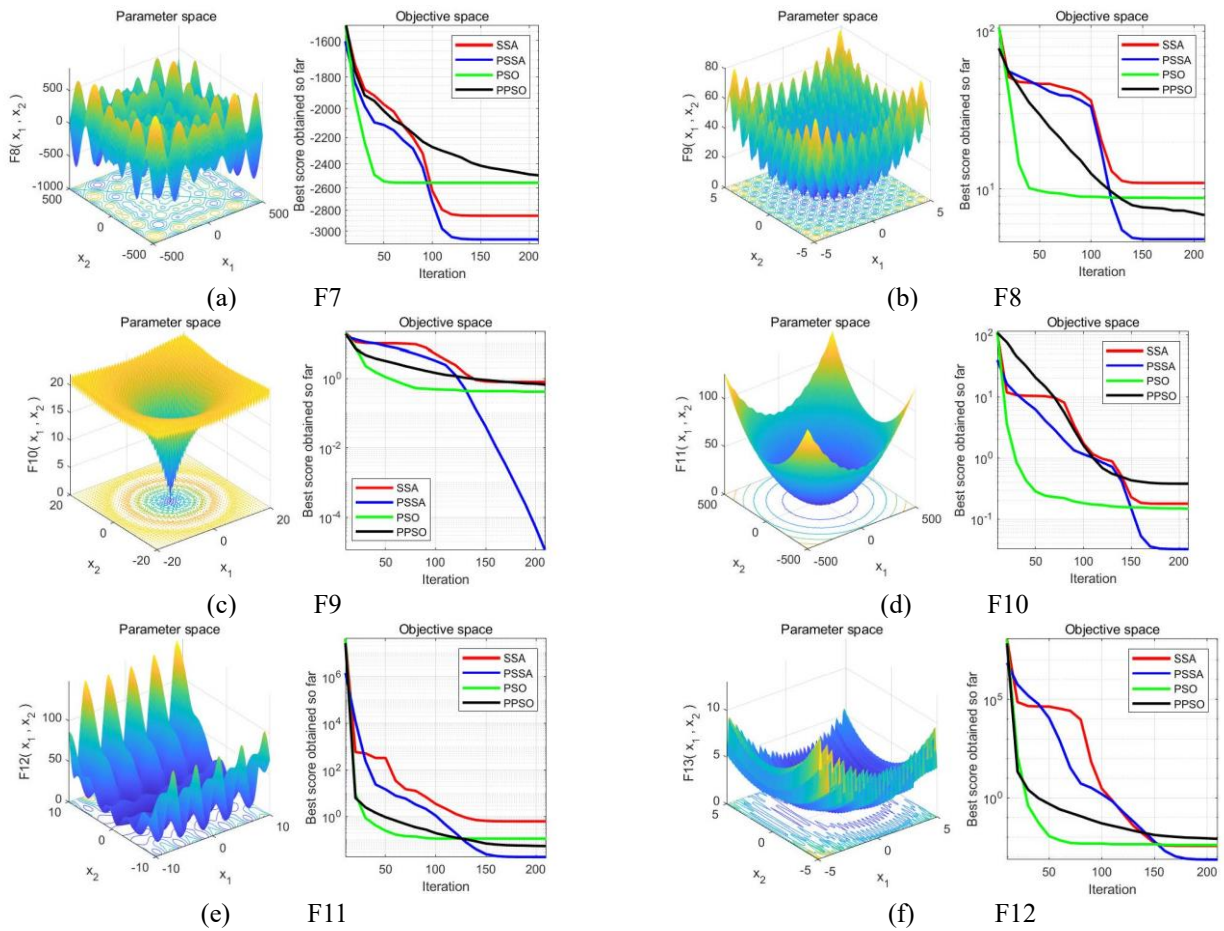 Parameter space
Objective space
F8( x1 , x2 )
500
0
-500
-1000
500
0
-500
x2
-500
0
500
x1
Best score obtained so far
-1600
-1800
-2000
-2200
-2400
-2600
-2800
-3000
50
100
150
200
Iteration
SSA
PSSA
PSO
PPSO
(a) F7
Parameter space
Objective space
F9( x1 , x2 )
80
60
40
20
0
5
0
-5
x2
-5
0
5
x1
Best score obtained so far
10^2
10^1
50
100
150
200
Iteration
SSA
PSSA
PSO
PPSO
(b) F8
Parameter space
Objective space
F10( x1 , x2 )
20
15
10
5
0
20
0
-20
x2
-20
0
20
x1
Best score obtained so far
10^0
10^-2
10^-4
50
100
150
200
Iteration
SSA
PSSA
PSO
PPSO
(c) F9
Parameter space
Objective space
F11( x1 , x2 )
100
50
0
500
0
-500
x2
-500
0
500
x1
Best score obtained so far
10^2
10^1
10^0
10^-1
50
100
150
200
Iteration
SSA
PSSA
PSO
PPSO
(d) F10
Parameter space
Objective space
F12( x1 , x2 )
100
50
0
10
0
-10
x2
-10
0
10
x1
Best score obtained so far
10^6
10^4
10^2
10^0
50
100
150
200
Iteration
SSA
PSSA
PSO
PPSO
(e) F11
Parameter space
Objective space
F13( x1 , x2 )
10
5
0
5
0
-5
x2
-5
0
5
x1
Best score obtained so far
10^5
10^0
50
100
150
200
Iteration
SSA
PSSA
PSO
PPSO
(f) F12